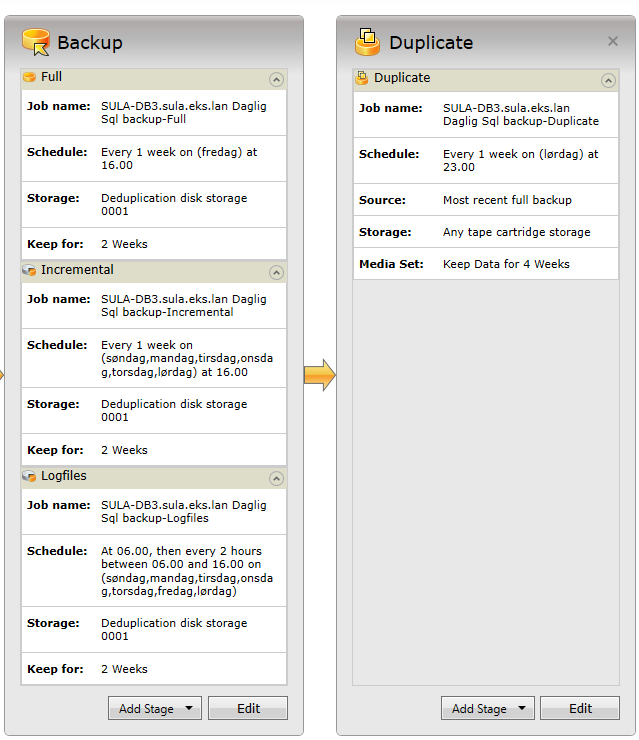 Backup
Full
Job name: SULA-DB3.sula.eks.lan Daglig
Sql backup-Full
Schedule: Every 1 week on (fredag) at
16.00
Storage: Deduplication disk storage
0001
Keep for: 2 Weeks
Incremental
Job name: SULA-DB3.sula.eks.lan Daglig
Sql backup-Incremental
Schedule: Every 1 week on
(søndag,mandag,tirsdag,onsda
g,torsdag,lørdag) at 16.00
Storage: Deduplication disk storage
0001
Keep for: 2 Weeks
Logfiles
Job name: SULA-DB3.sula.eks.lan Daglig
Sql backup-Logfiles
Schedule: At 06.00, then every 2 hours
between 06.00 and 16.00 on
(søndag,mandag,tirsdag,onsda
g,torsdag,fredag,lørdag)
Storage: Deduplication disk storage
0001
Keep for: 2 Weeks
Add Stage Edit
Duplicate
Duplicate
Job name: SULA-DB3.sula.eks.lan
Daglig Sql backup-Duplicate
Schedule: Every 1 week on (lørdag) at
23.00
Source: Most recent full backup
Storage: Any tape cartridge storage
Media Set: Keep Data for 4 Weeks
Add Stage Edit